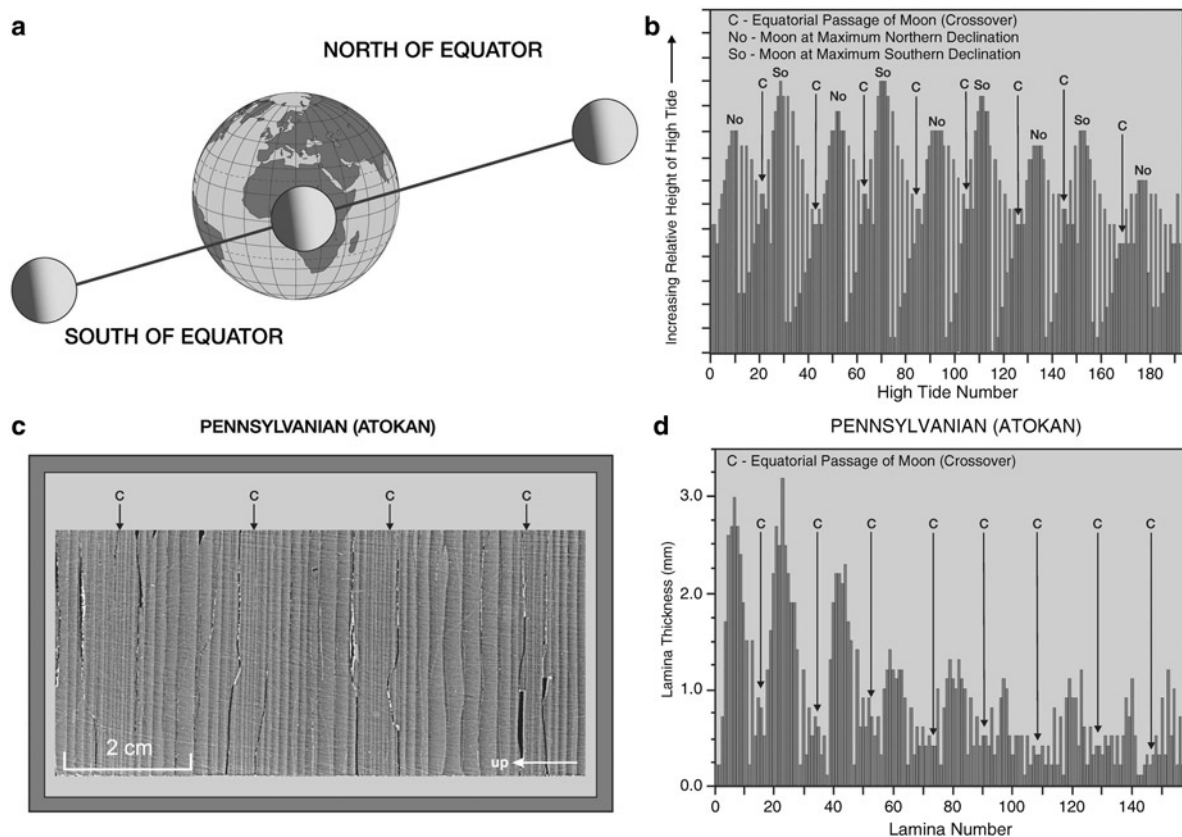 a
NORTH OF EQUATOR
SOUTH OF EQUATOR
b
C - Equatorial Passage of Moon (Crossover)
No - Moon at Maximum Northern Declination
So - Moon at Maximum Southern Declination
Increasing Relative Height of High Tide
No C So C No C So C No C So C No C So C No
0 20 40 60 80 100 120 140 160 180
High Tide Number
c
PENNSYLVANIAN (ATOKAN)
C C C C
2 cm
up
d
PENNSYLVANIAN (ATOKAN)
C - Equatorial Passage of Moon (Crossover)
C C C C C C C C
Lamina Thickness (mm)
3.0
2.0
1.0
0.0
0 20 40 60 80 100 120 140
Lamina Number